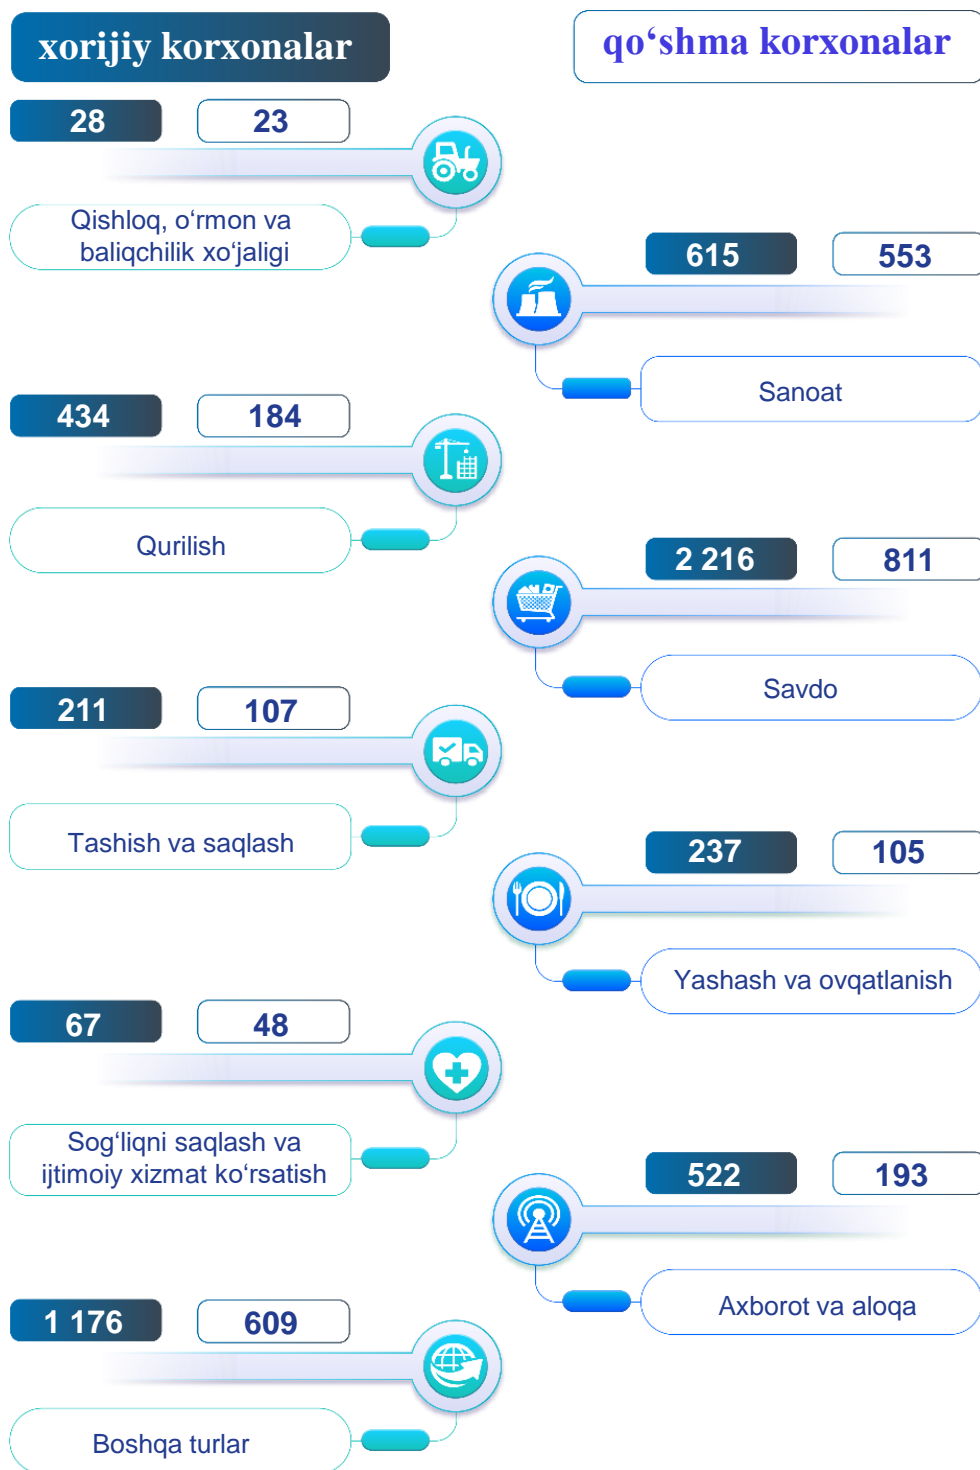 xorijiy korxonalar
qo‘shma korxonalar
28
23
Qishloq, o‘rmon va
baliqchilik xo‘jaligi
615
553
Sanoat
434
184
Qurilish
2 216
811
Savdo
211
107
Tashish va saqlash
237
105
Yashash va ovqatlanish
67
48
Sog‘liqni saqlash va
ijtimoiy xizmat ko‘rsatish
522
193
Axborot va aloqa
1 176
609
Boshqa turlar